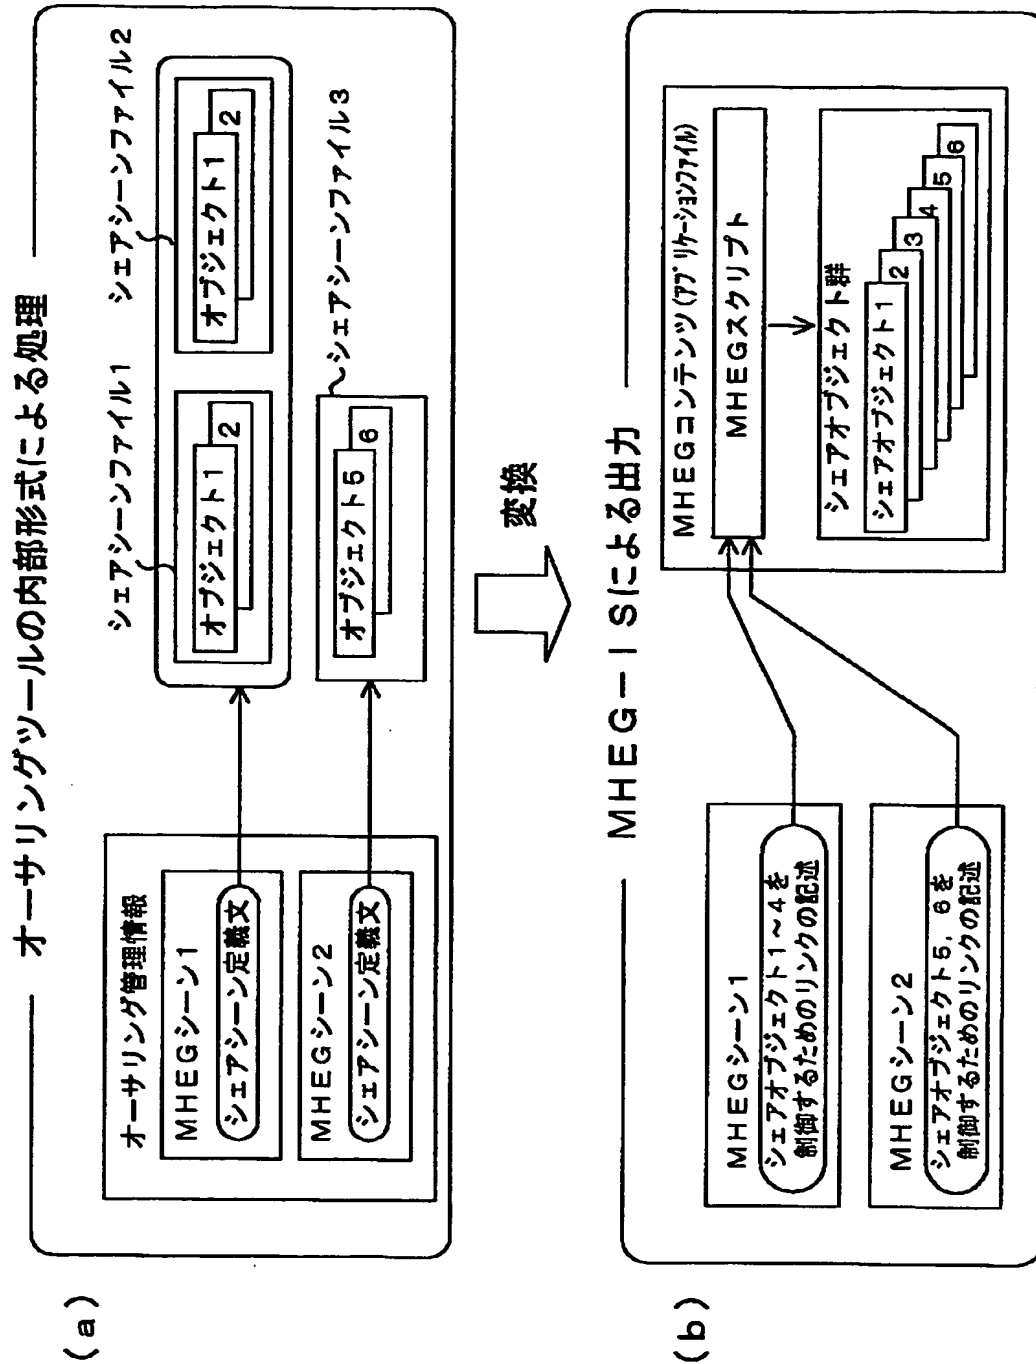 (a)
オーサリングツールの内部形式による処理
オーサリング管理情報
MHEGシーン1
シェアシーン定義文
MHEGシーン2
シェアシーン定義文
シェアシーンファイル1
オブジェクト1
2
シェアシーンファイル2
オブジェクト1
2
シェアシーンファイル3
オブジェクト5
6
変換
(b)
MHEG-ISによる出力
MHEGシーン1
シェアオブジェクト1~4を
制御するためのリンクの記述
MHEGシーン2
シェアオブジェクト5,6を
制御するためのリンクの記述
MHEGコンテンツ(アプリケーションファイル)
MHEGスクリプト
シェアオブジェクト群
シェアオブジェクト1
2
3
4
5
6